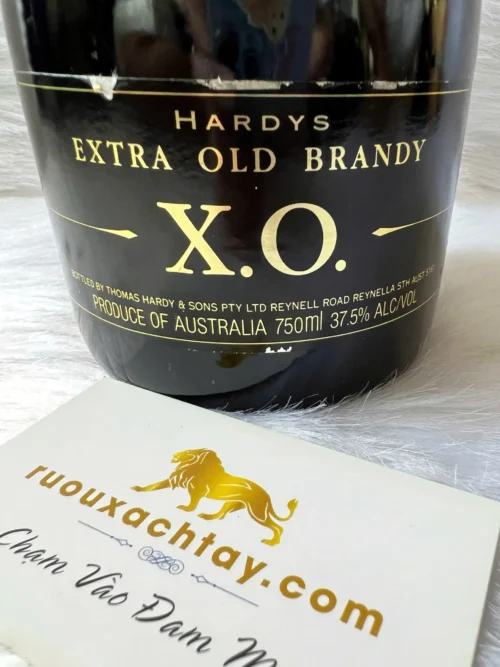 HARDYS
EXTRA OLD BRANDY
X.O.
BOTTLED BY THOMAS HARDY & SONS PTY LTD REYNELL ROAD REYNELLA STH AUST
PRODUCE OF AUSTRALIA 750ml 37.5% ALC/VOL
ruouxachtay.com
Chạm Vào Đam